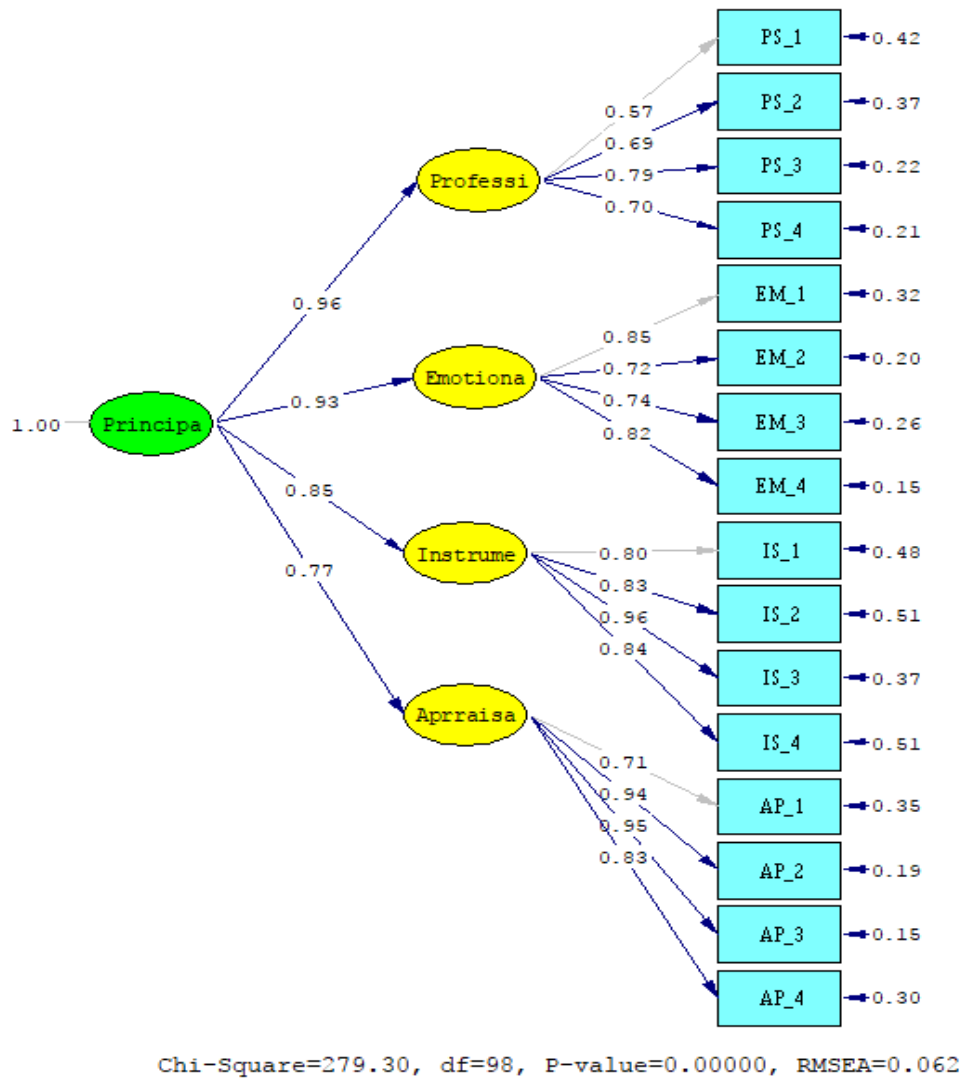 PS_1
0.42
0.57
PS_2
0.37
0.69
Professi
PS_3
0.22
0.79
0.70
PS_4
0.21
EM_1
0.32
0.96
0.85
EM_2
0.20
0.72
Emotiona
0.74
0.93
EM_3
0.26
0.82
1.00
Principa
EM_4
0.15
0.85
IS_1
0.48
0.80
Instrume
0.77
0.83
IS_2
0.51
0.96
0.84
IS_3
0.37
Aprraisa
IS_4
0.51
0.71
0.94
AP_1
0.35
0.95
0.83
AP_2
0.19
AP_3
0.15
AP_4
0.30
Chi-Square=279.30, df=98, P-value=0.00000, RMSEA=0.062